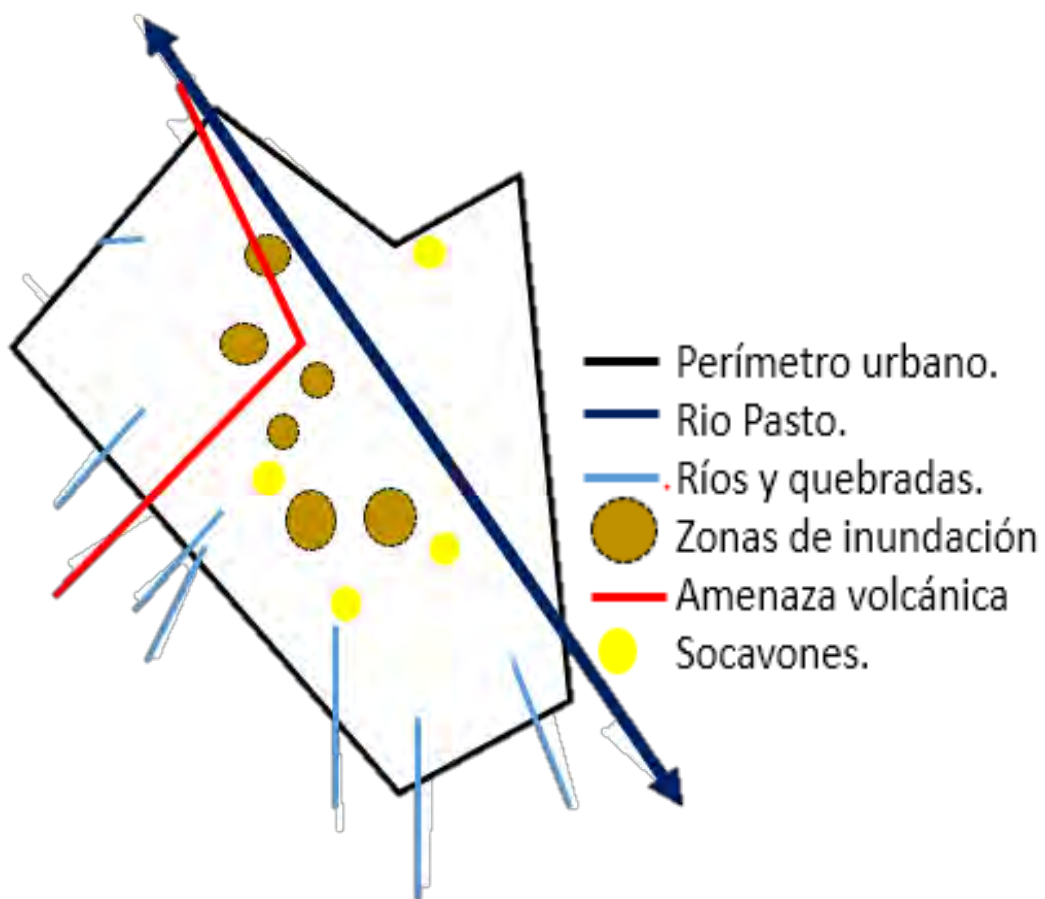 Perímetro urbano.
Rio Pasto.
Ríos y quebradas.
Zonas de inundación
Amenaza volcánica
Socavones.